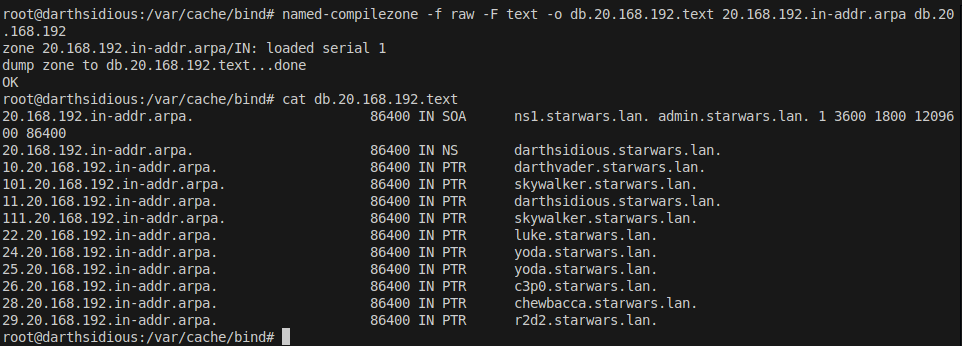 root@darthsidious:/var/cache/bind# named-compilezone -f raw -F text -o db.20.168.192.text 20.168.192.in-addr.arpa db.20
.168.192
zone 20.168.192.in-addr.arpa/IN: loaded serial 1
dump zone to db.20.168.192.text...done
OK
root@darthsidious:/var/cache/bind# cat db.20.168.192.text
20.168.192.in-addr.arpa. 86400 IN SOA ns1.starwars.lan. admin.starwars.lan. 1 3600 1800 12096
00 86400
20.168.192.in-addr.arpa. 86400 IN NS darthsidious.starwars.lan.
10.20.168.192.in-addr.arpa. 86400 IN PTR darthvader.starwars.lan.
101.20.168.192.in-addr.arpa. 86400 IN PTR skywalker.starwars.lan.
11.20.168.192.in-addr.arpa. 86400 IN PTR darthsidious.starwars.lan.
111.20.168.192.in-addr.arpa. 86400 IN PTR skywalker.starwars.lan.
22.20.168.192.in-addr.arpa. 86400 IN PTR luke.starwars.lan.
24.20.168.192.in-addr.arpa. 86400 IN PTR yoda.starwars.lan.
25.20.168.192.in-addr.arpa. 86400 IN PTR yoda.starwars.lan.
26.20.168.192.in-addr.arpa. 86400 IN PTR c3p0.starwars.lan.
28.20.168.192.in-addr.arpa. 86400 IN PTR chewbacca.starwars.lan.
29.20.168.192.in-addr.arpa. 86400 IN PTR r2d2.starwars.lan.
root@darthsidious:/var/cache/bind#